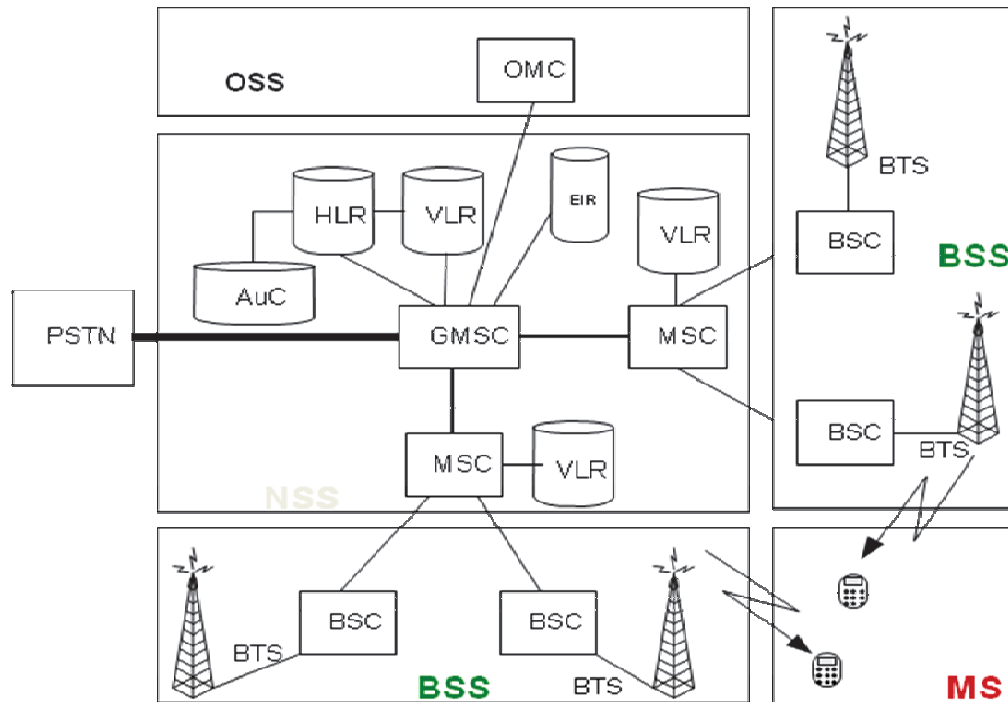 OMC
OSS
BTS
HLR
VLR
EIR
VLR
BSC
BSS
AuC
PSTN
GMSC
MSC
BSC
BTS
MSC
VLR
NSS
BSC
BSC
BTS
BTS
BSS
MS